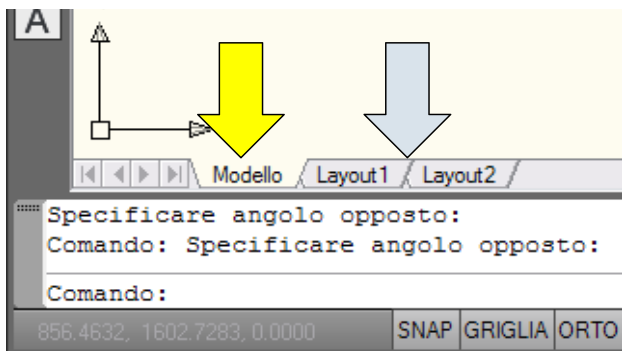 A
Modello Layout1 Layout2
Specificare angolo opposto:
Comando: Specificare angolo opposto:
Comando:
856.4632, 1602.7283, 0.0000 SNAP GRIGLIA ORTO